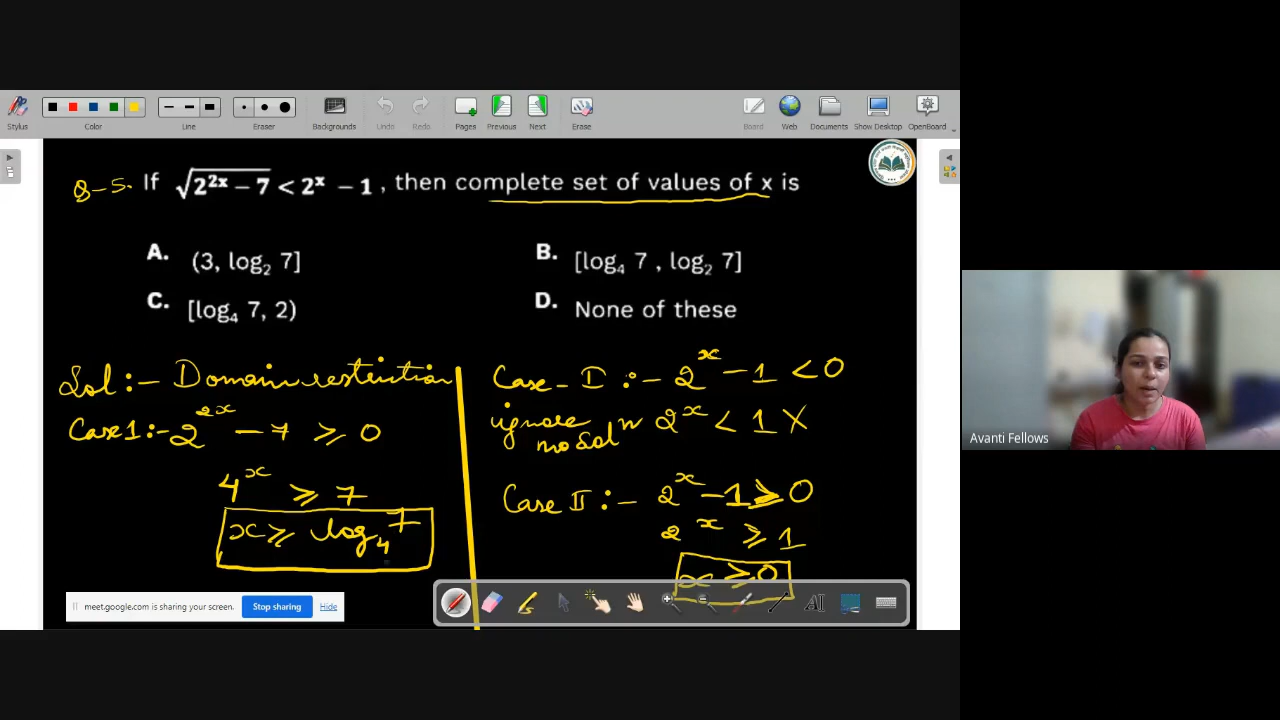 Stylus
Color
Line
Eraser
Backgrounds
Undo
Redo
Pages
Previous
Next
Erase
Board
Web
Documents
Show Desktop
OpenBoard
Q-5. If √(2^{2x} – 7) < 2^x – 1 , then complete set of values of x is
A. (3, log₂ 7]
B. [log₄ 7 , log₂ 7]
C. [log₄ 7, 2)
D. None of these
Sol :- Domain restriction
Case 1 :- 2^{2x} - 7 ≥ 0
4^x ≥ 7
x ≥ log₄ 7
Case - I :- 2^x - 1 < 0
ignore 2^x < 1 X
no Solⁿ
Case II :- 2^x - 1 ≥ 0
2^x ≥ 1
x ≥ 0
meet.google.com is sharing your screen.
Stop sharing
Hide
AI
Avanti Fellows